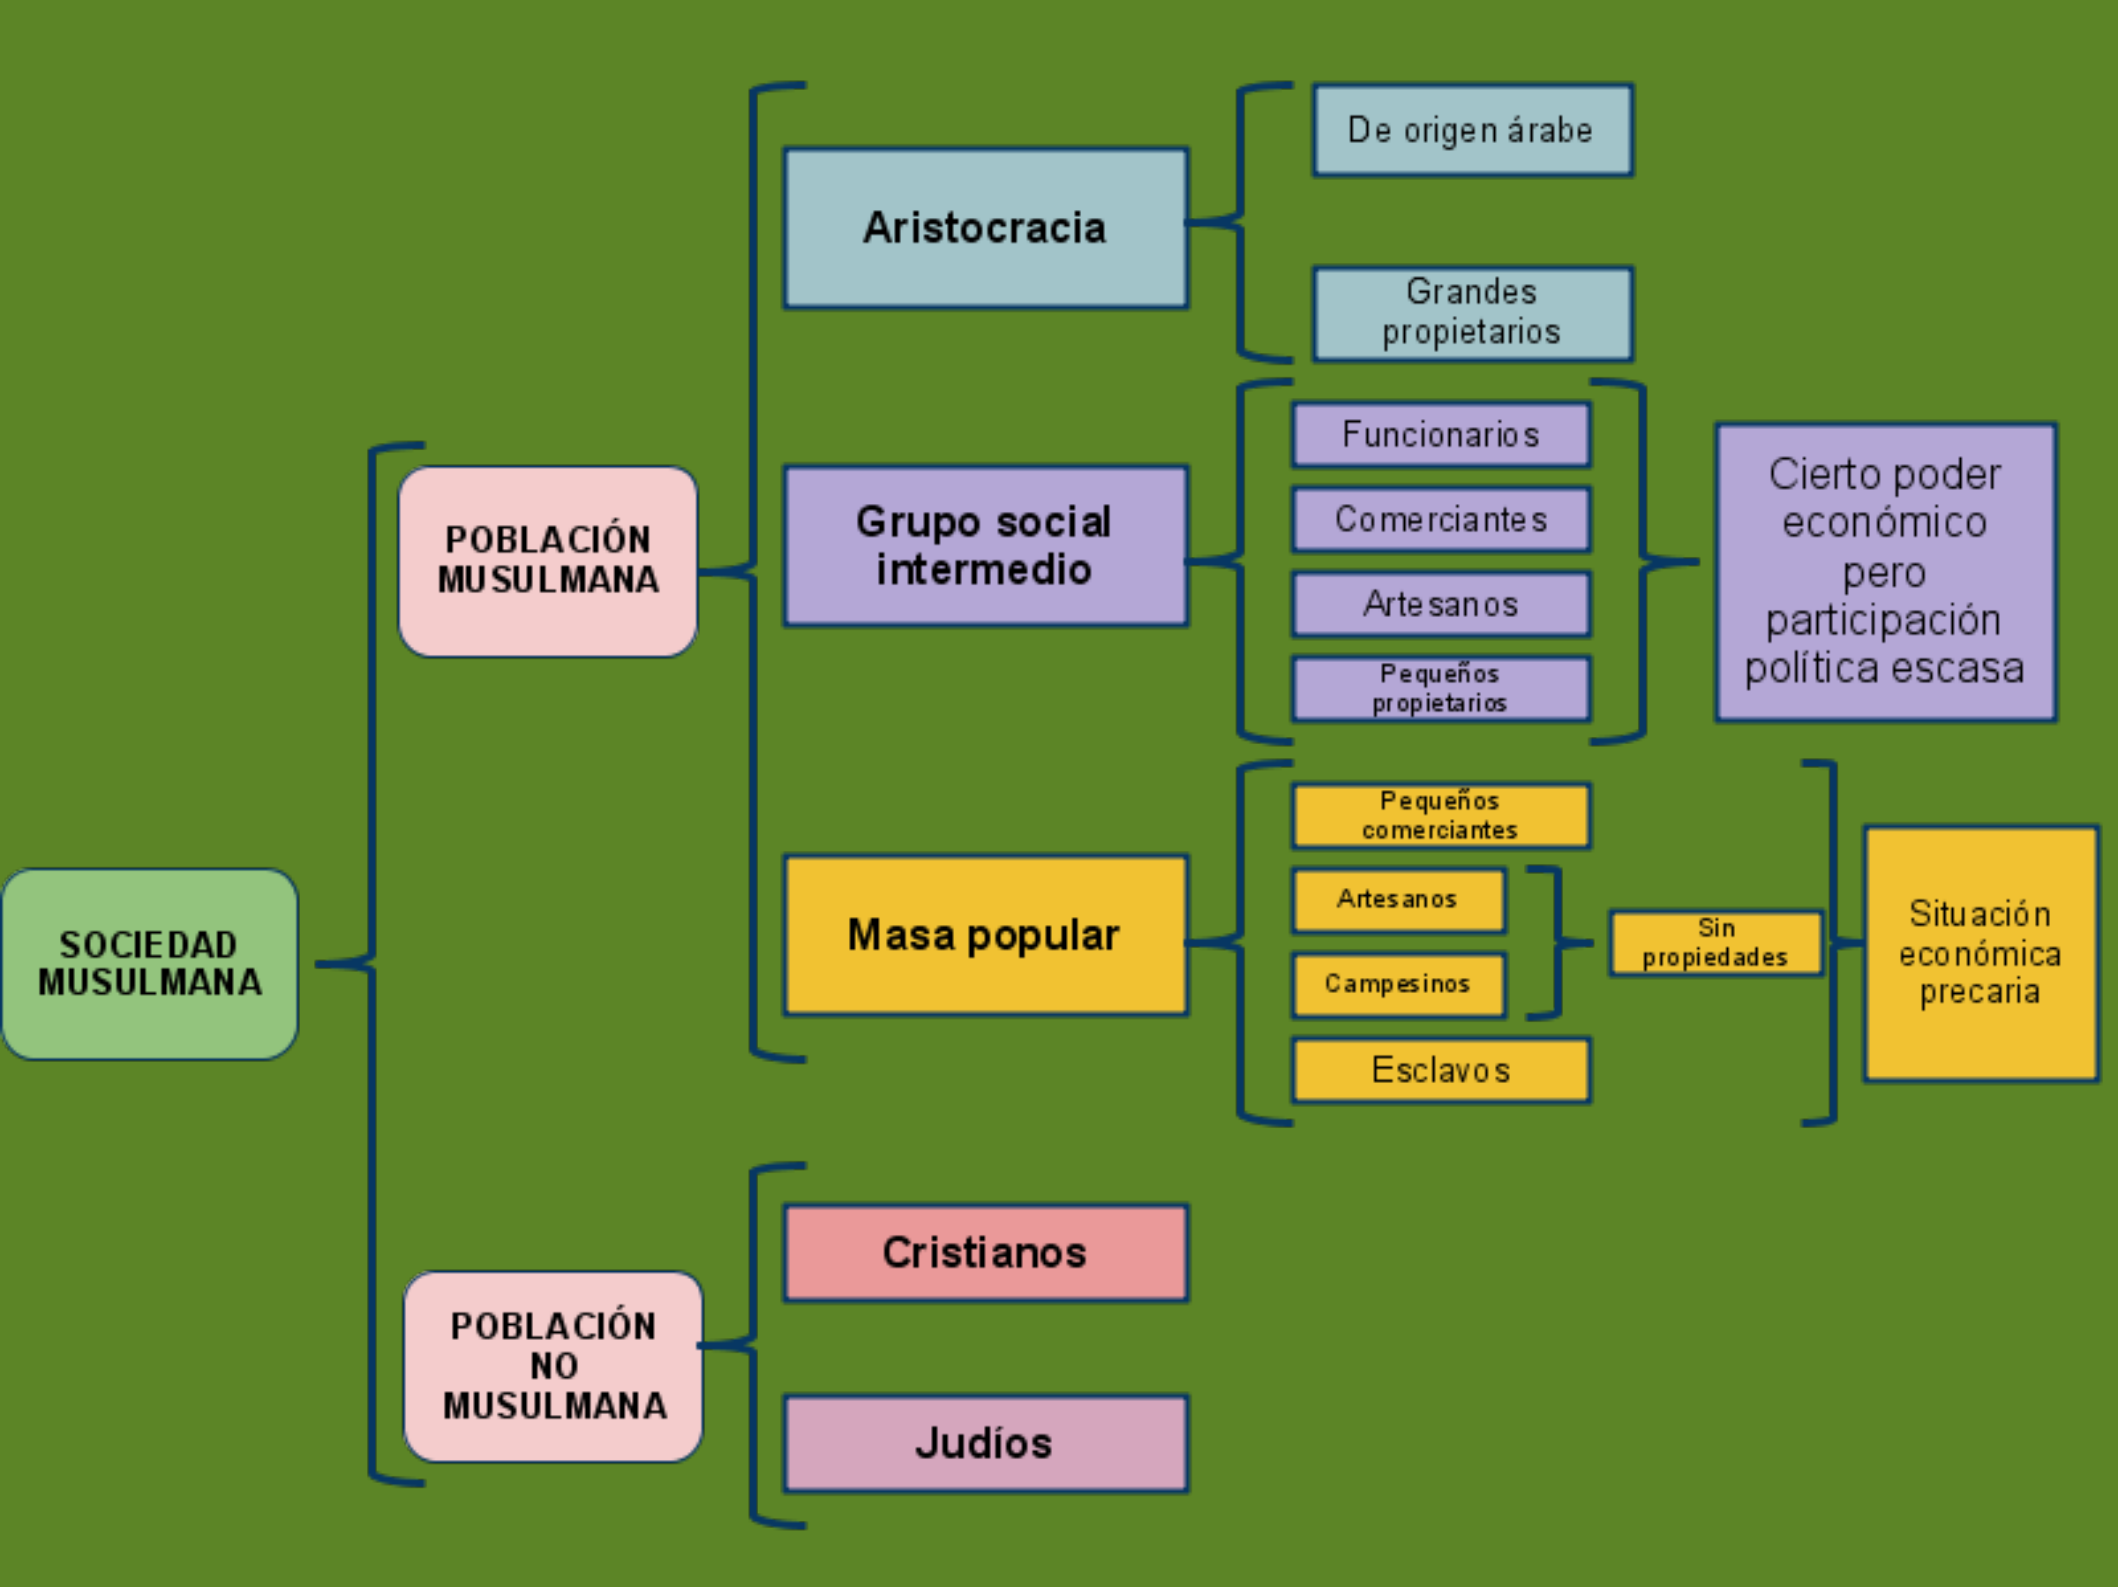 SOCIEDAD
MUSULMANA
POBLACIÓN
MUSULMANA
Aristocracia
De origen árabe
Grandes
propietarios
Grupo social
intermedio
Funcionarios
Comerciantes
Artesanos
Pequeños
propietarios
Cierto poder
económico
pero
participación
política escasa
Masa popular
Pequeños
comerciantes
Artesanos
Campesinos
Sin
propiedades
Esclavos
Situación
económica
precaria
POBLACIÓN
NO
MUSULMANA
Cristianos
Judíos